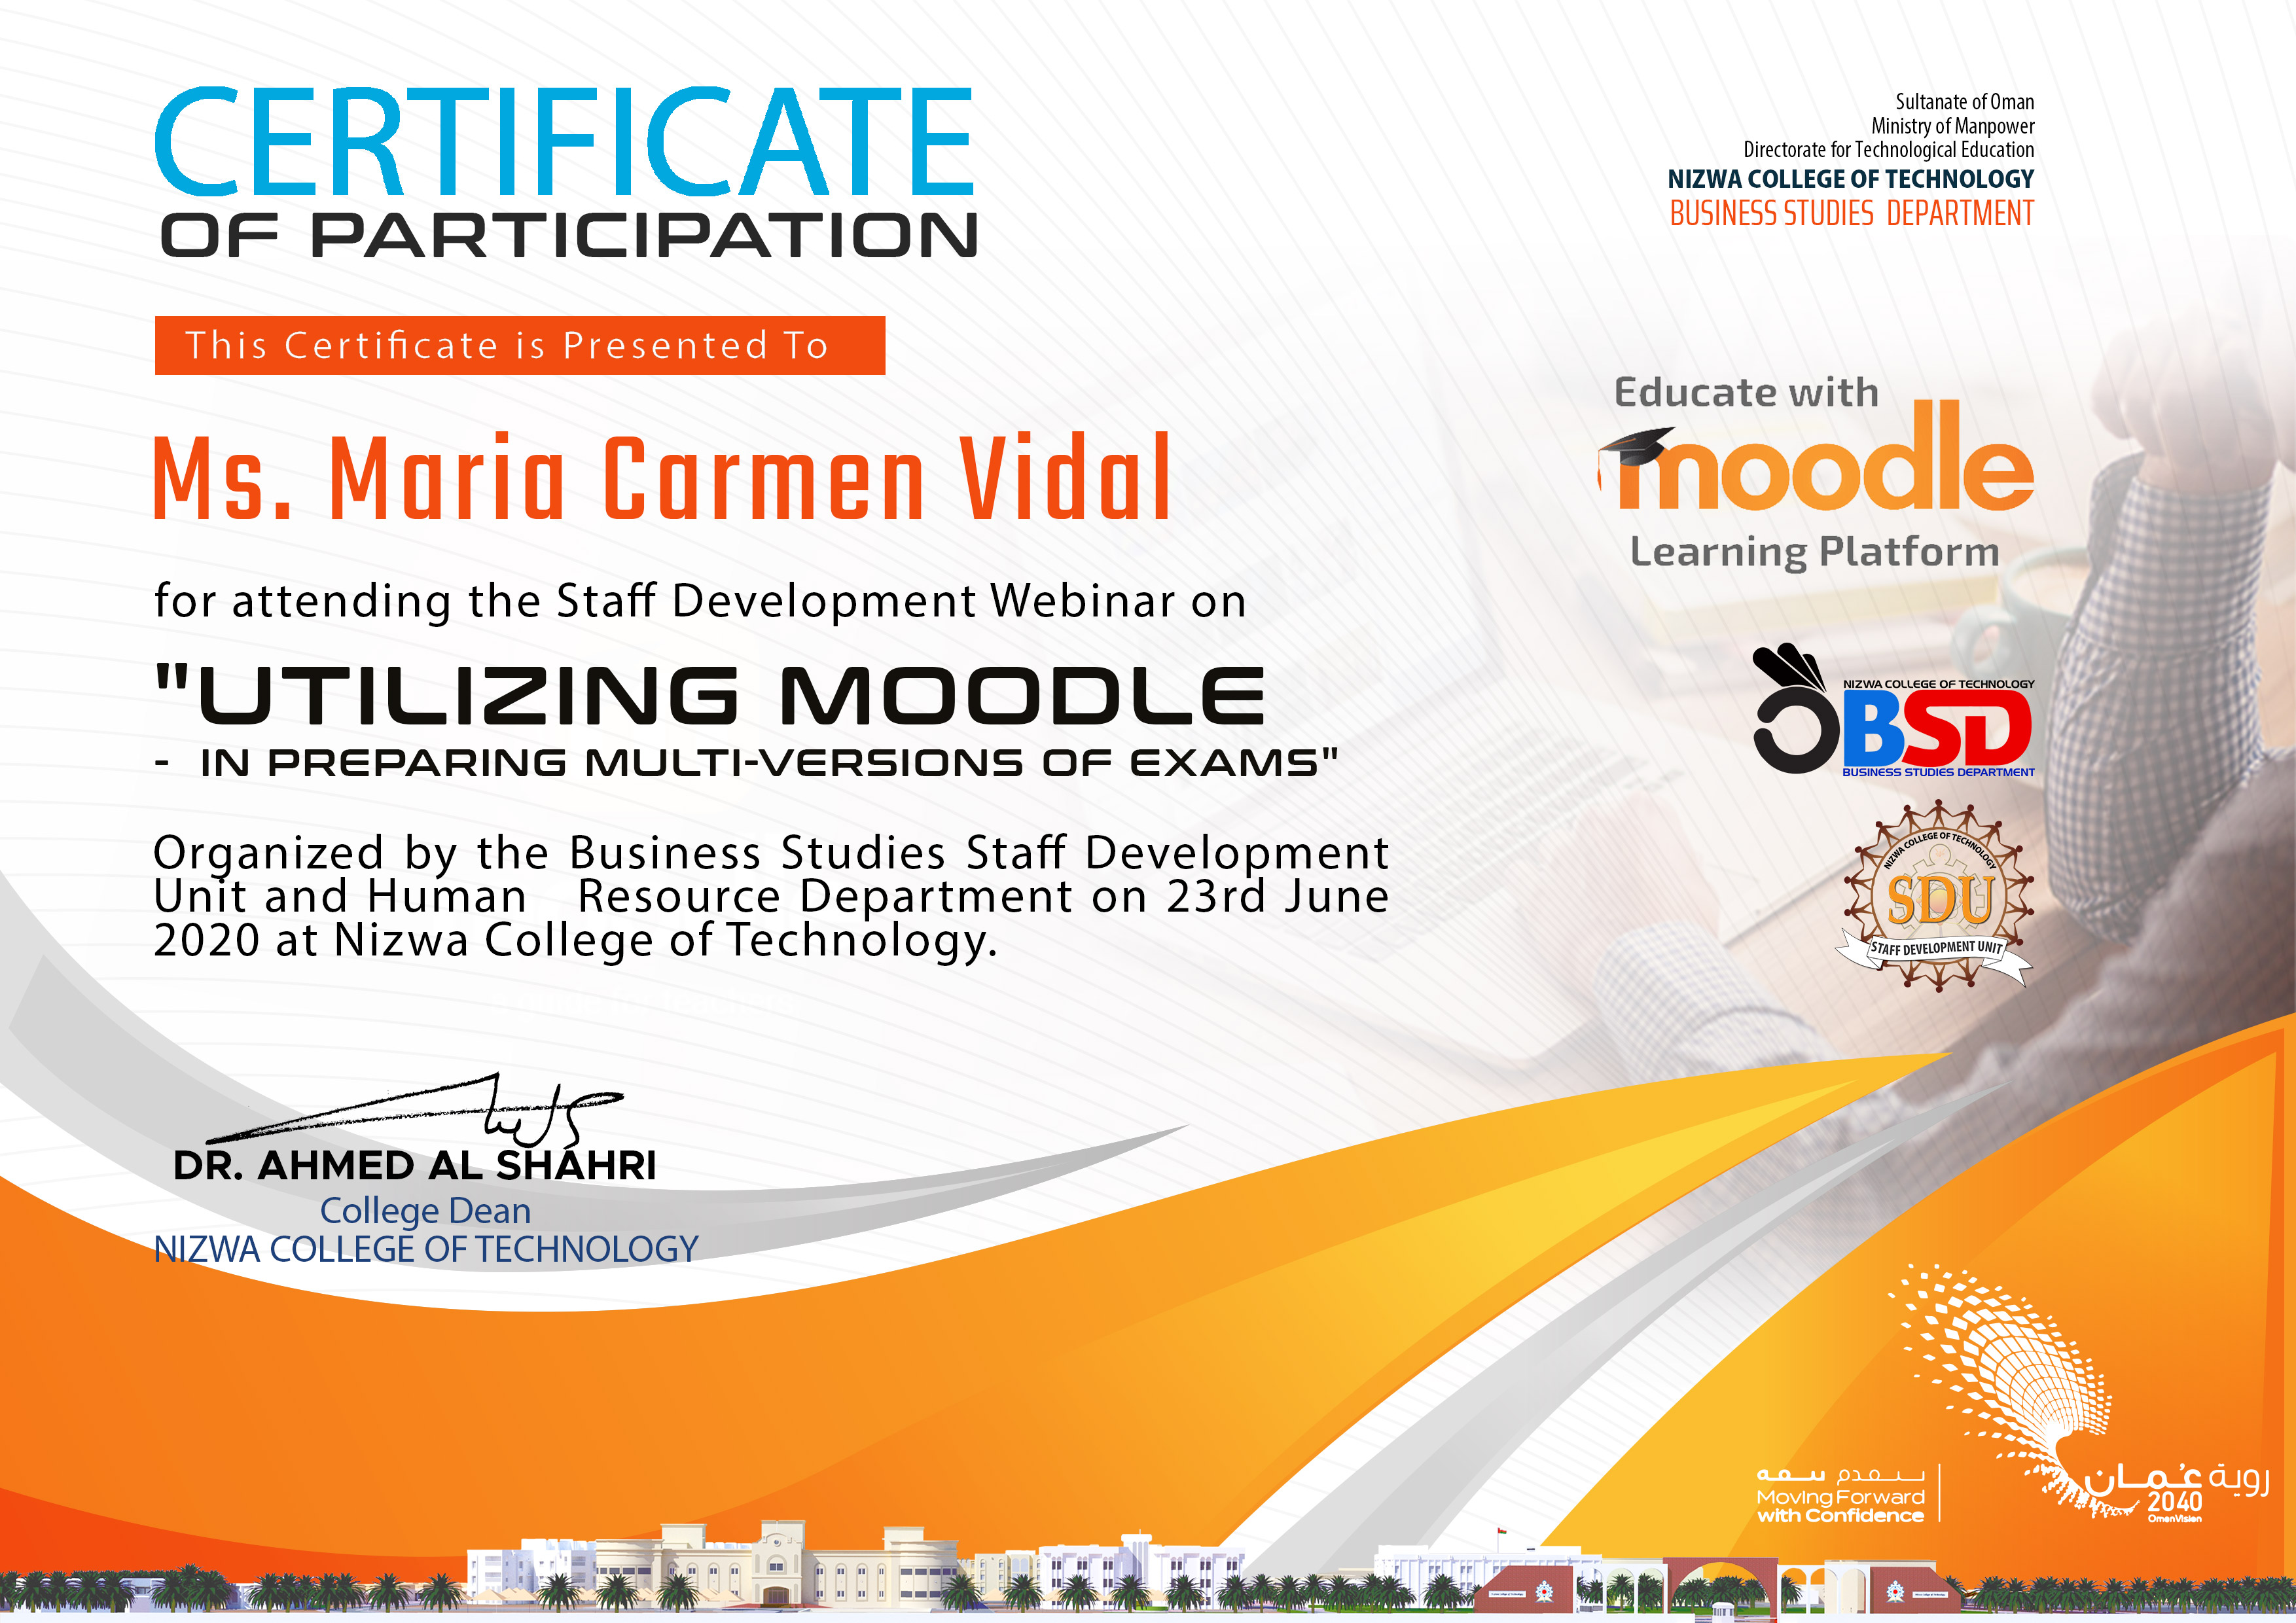 CERTIFICATE
OF PARTICIPATION
This Certificate is Presented To
Ms. Maria Carmen Vidal
for attending the Staff Development Webinar on
"UTILIZING MOODLE
- IN PREPARING MULTI-VERSIONS OF EXAMS"
Organized by the Business Studies Staff Development
Unit and Human Resource Department on 23rd June
2020 at Nizwa College of Technology.
DR. AHMED AL SHAHRI
College Dean
NIZWA COLLEGE OF TECHNOLOGY
Sultanate of Oman
Ministry of Manpower
Directorate for Technological Education
NIZWA COLLEGE OF TECHNOLOGY
BUSINESS STUDIES DEPARTMENT
Educate with
moodle
Learning Platform
NIZWA COLLEGE OF TECHNOLOGY
BSD
BUSINESS STUDIES DEPARTMENT
NIZWA COLLEGE OF TECHNOLOGY
SDU
STAFF DEVELOPMENT UNIT
نتقدم بثقة
Moving Forward
with Confidence
رؤية عُمان
2040
OmanVision